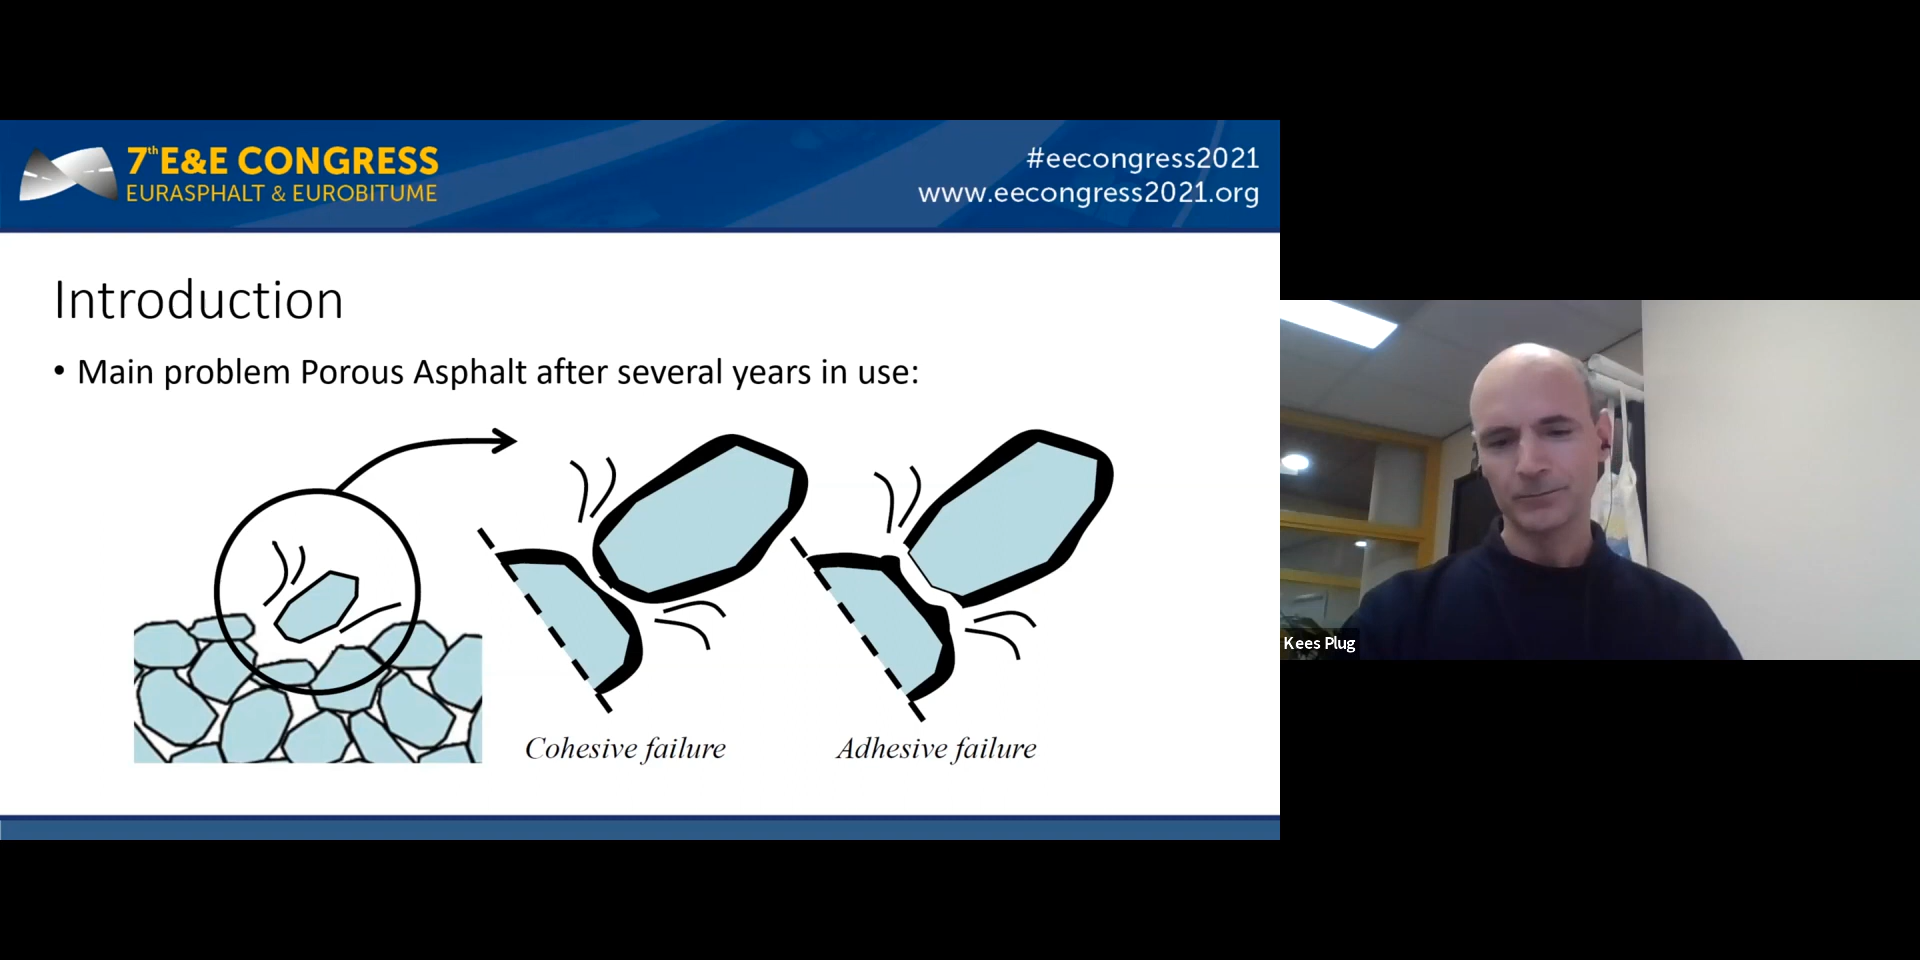 7th E&E CONGRESS
EURASPHALT & EUROBITUME
#eecongress2021
www.eecongress2021.org
Introduction
• Main problem Porous Asphalt after several years in use:
Cohesive failure
Adhesive failure
Kees Plug